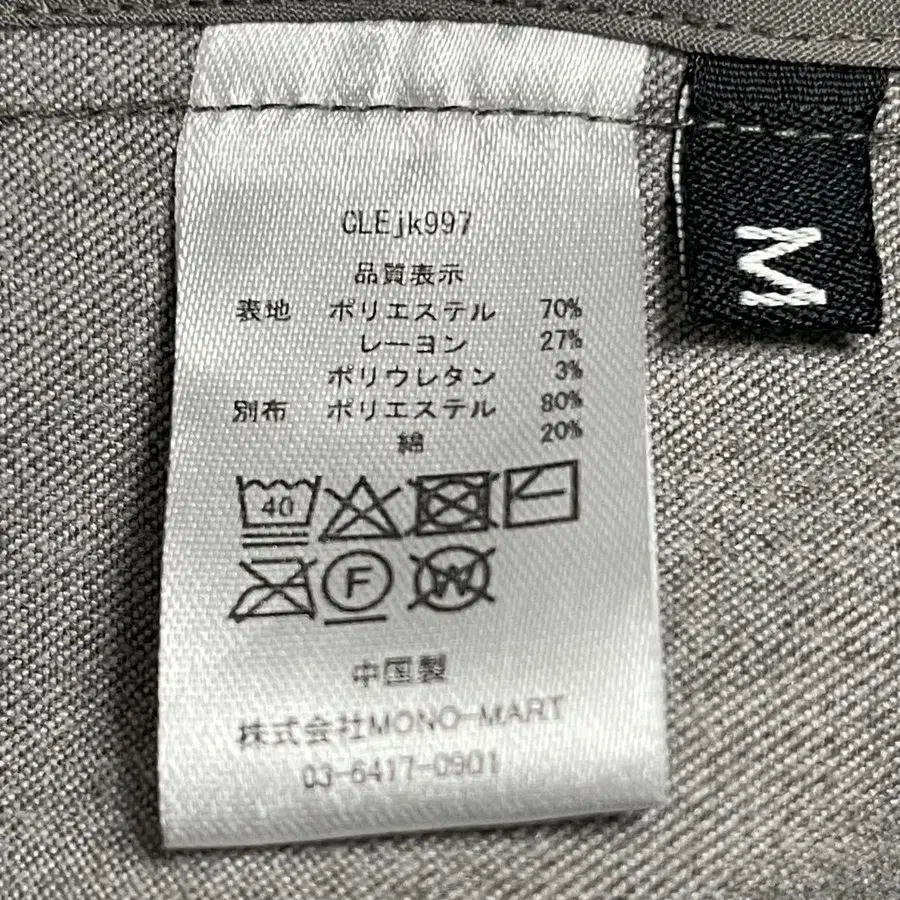 CLEjk997
品質表示
表地 ポリエステル 70%
レーヨン 27%
ポリウレタン 3%
別布 ポリエステル 80%
綿 20%
40
F
W
中国製
株式会社MONO-MART
03-6417-0901
M